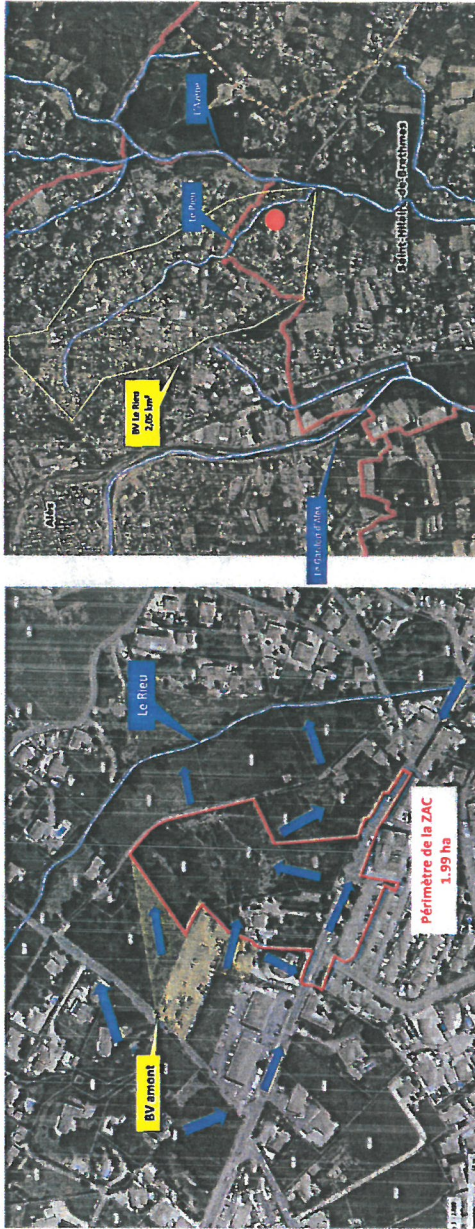 BV amont
Le Rieu
Périmètre de la ZAC
1.99 ha
Alès
BV Le Rieu
2,05 km²
Le Rieu
L'Avène
Le Gardon d'Alès
Saint-Hilaire-de-Brethmas